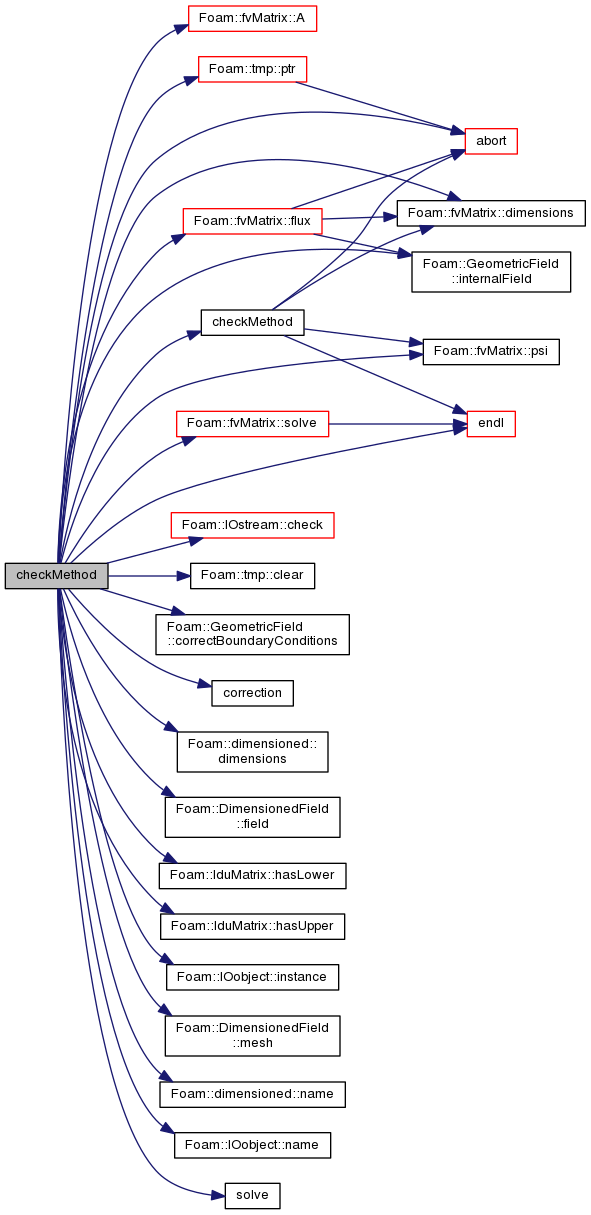 Foam::fvMatrix::A
Foam::tmp::ptr
abort
Foam::fvMatrix::flux
Foam::fvMatrix::dimensions
Foam::GeometricField
::internalField
checkMethod
Foam::fvMatrix::psi
Foam::fvMatrix::solve
endl
Foam::IOstream::check
checkMethod
Foam::tmp::clear
Foam::GeometricField
::correctBoundaryConditions
correction
Foam::dimensioned::
dimensions
Foam::DimensionedField
::field
Foam::lduMatrix::hasLower
Foam::lduMatrix::hasUpper
Foam::IOobject::instance
Foam::DimensionedField
::mesh
Foam::dimensioned::name
Foam::IOobject::name
solve